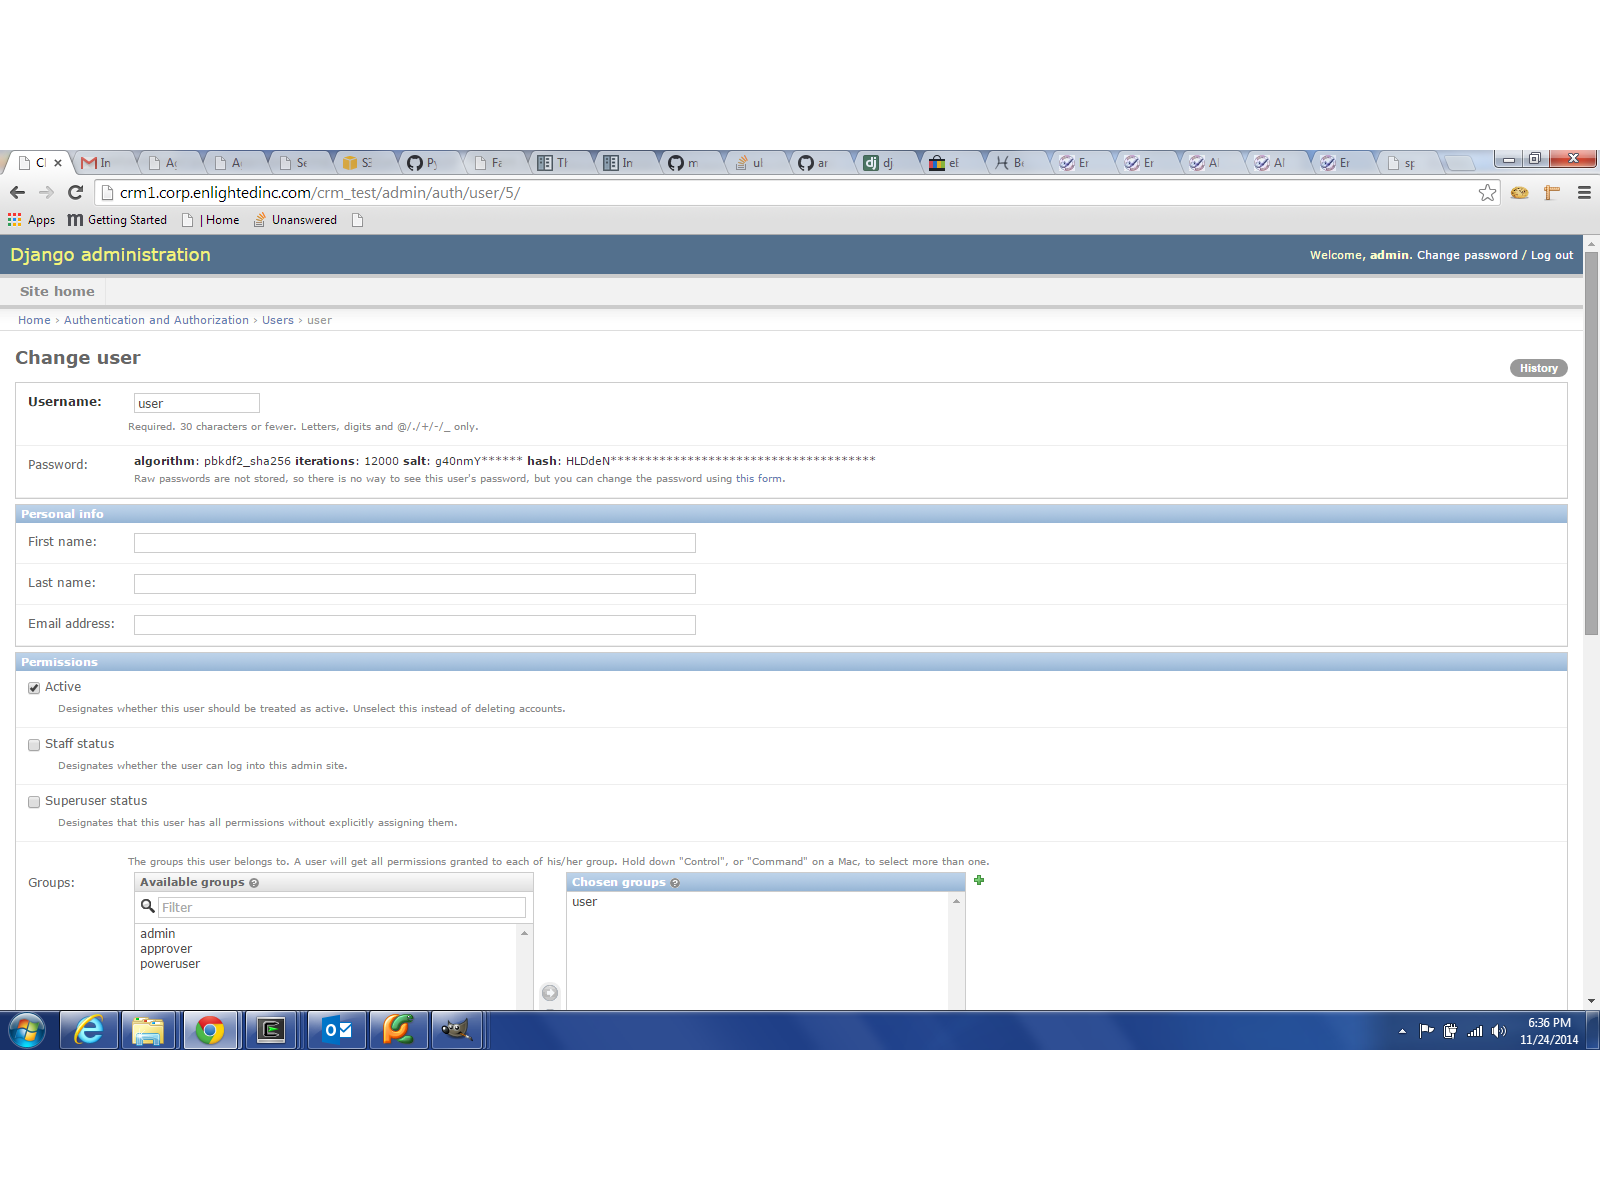 Cl In Ag A Se S3 Py Fa Th In m ul ar dj ef Be Er Er Al Al Er sp
crm1.corp.enlightedinc.com/crm_test/admin/auth/user/5/
Apps Getting Started | Home Unanswered
Django administration
Welcome, admin. Change password / Log out
Site home
Home › Authentication and Authorization › Users › user
Change user
History
Username: user
Required. 30 characters or fewer. Letters, digits and @/./+/-/_ only.
Password: algorithm: pbkdf2_sha256 iterations: 12000 salt: g40nmY****** hash: HLDdeN**************************************
Raw passwords are not stored, so there is no way to see this user's password, but you can change the password using this form.
Personal info
First name:
Last name:
Email address:
Permissions
Active
Designates whether this user should be treated as active. Unselect this instead of deleting accounts.
Staff status
Designates whether the user can log into this admin site.
Superuser status
Designates that this user has all permissions without explicitly assigning them.
The groups this user belongs to. A user will get all permissions granted to each of his/her group. Hold down "Control", or "Command" on a Mac, to select more than one.
Groups:
Available groups
Filter
admin
approver
poweruser
Chosen groups
user
6:36 PM
11/24/2014